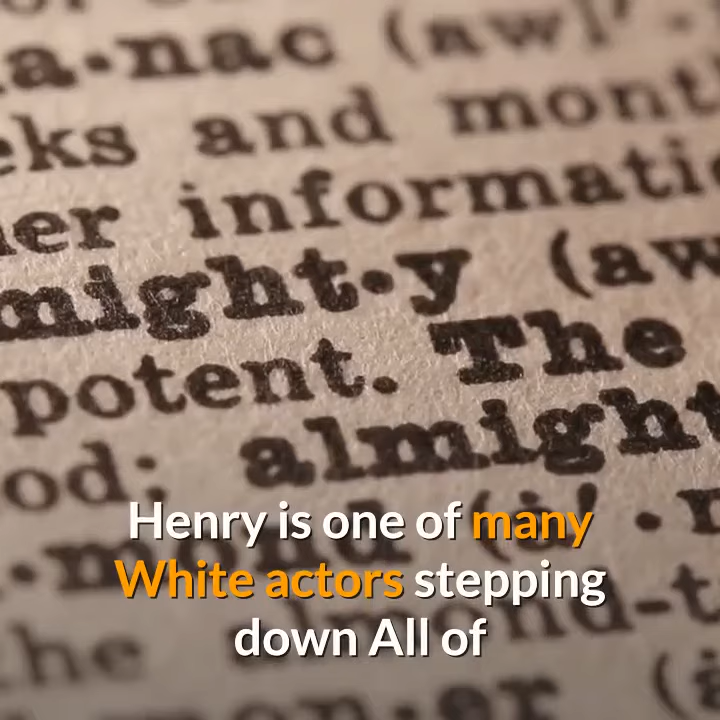 a·nac (aw
eks and mont
er informati
might·y (aw
potent. The
od; almight
Henry is one of many
White actors stepping
down All of